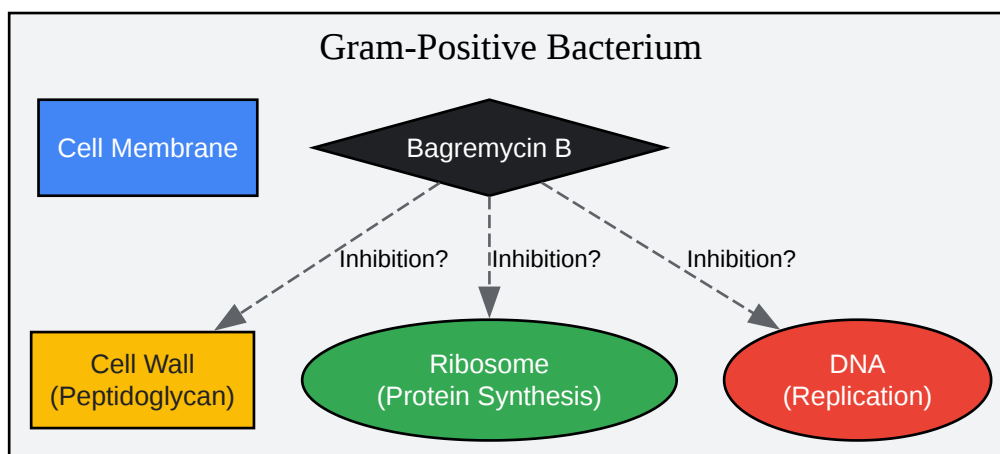 Gram-Positive Bacterium
Cell Membrane
Bagremycin B
Inhibition?
Inhibition?
Inhibition?
Cell Wall
(Peptidoglycan)
Ribosome
(Protein Synthesis)
DNA
(Replication)